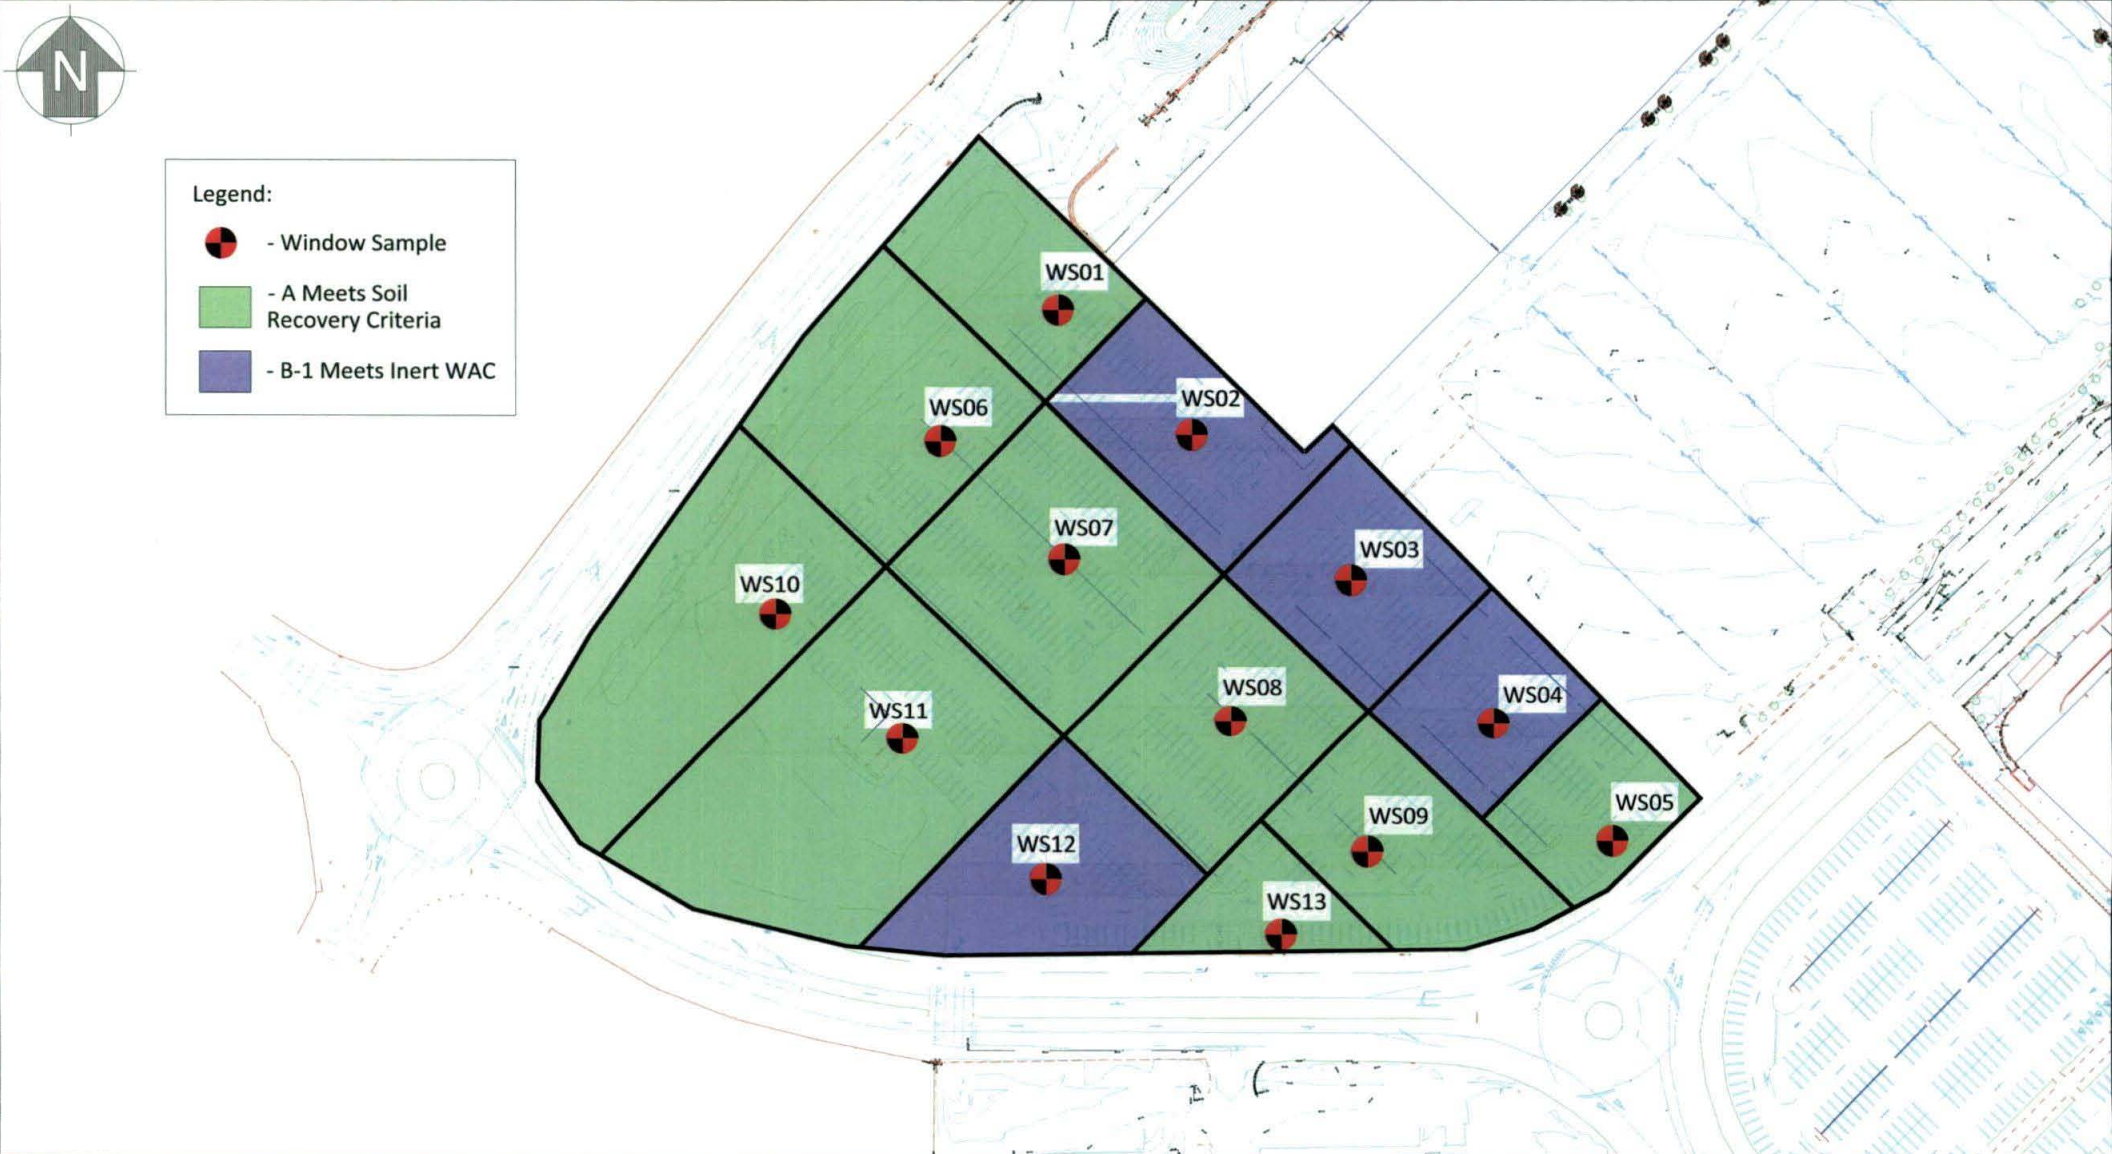 N
Legend:
- Window Sample
- A Meets Soil
Recovery Criteria
- B-1 Meets Inert WAC
WS01
WS02
WS06
WS07
WS03
WS10
WS08
WS04
WS11
WS05
WS09
WS12
WS13